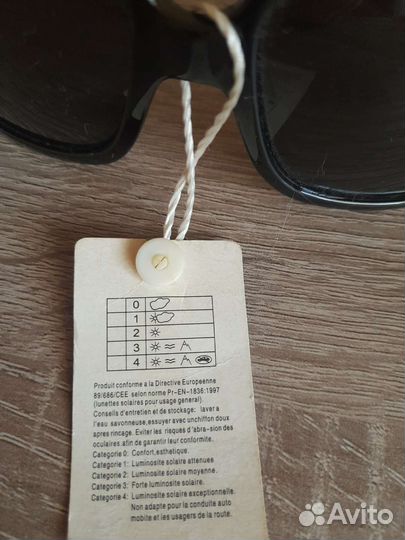 0
1
2
3
4
Produit conforme a la Directive Europeenne
89/686/CEE selon norme Pr-EN-1836:1997
(lunettes solaires pour usage general).
Conseils d'entretien et de stockage: laver a
l'eau savonneuse, essuyer avec unchiffon doux
apres rincage. Eviter les risques d'abra-sion des
oculaires, afin de garantir leur conformite.
Categorie 0: Confort, esthetique.
Categorie 1: Luminosite solaire attenuee
Categorie 2: Luminosite solaire moyenne.
Categorie 3: Forte luminosite solaire.
Categorie 4: Luminosite solaire exceptionnelle.
Non adapte pour la conduite auto
mobile et les usagers de la route.
Avito